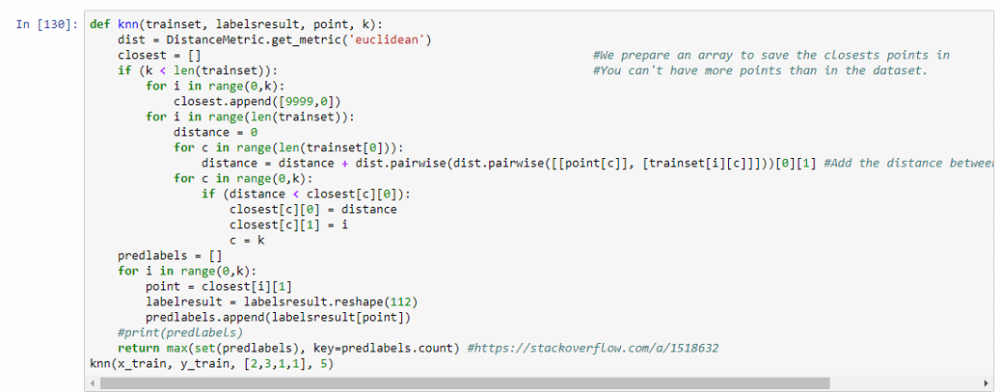 In [130]: def knn(trainset, labelsresult, point, k):
    dist = DistanceMetric.get_metric('euclidean')
    closest = [] #We prepare an array to save the closests points in
    if (k < len(trainset)): #You can't have more points than in the dataset.
        for i in range(0,k):
            closest.append([9999,0])
        for i in range(len(trainset)):
            distance = 0
            for c in range(len(trainset[0])):
                distance = distance + dist.pairwise(dist.pairwise([[point[c]], [trainset[i][c]]]))[0][1] #Add the distance betwee
            for c in range(0,k):
                if (distance < closest[c][0]):
                    closest[c][0] = distance
                    closest[c][1] = i
                    c = k
    predlabels = []
    for i in range(0,k):
        point = closest[i][1]
        labelresult = labelsresult.reshape(112)
        predlabels.append(labelsresult[point])
    #print(predlabels)
    return max(set(predlabels), key=predlabels.count) #https://stackoverflow.com/a/1518632
knn(x_train, y_train, [2,3,1,1], 5)